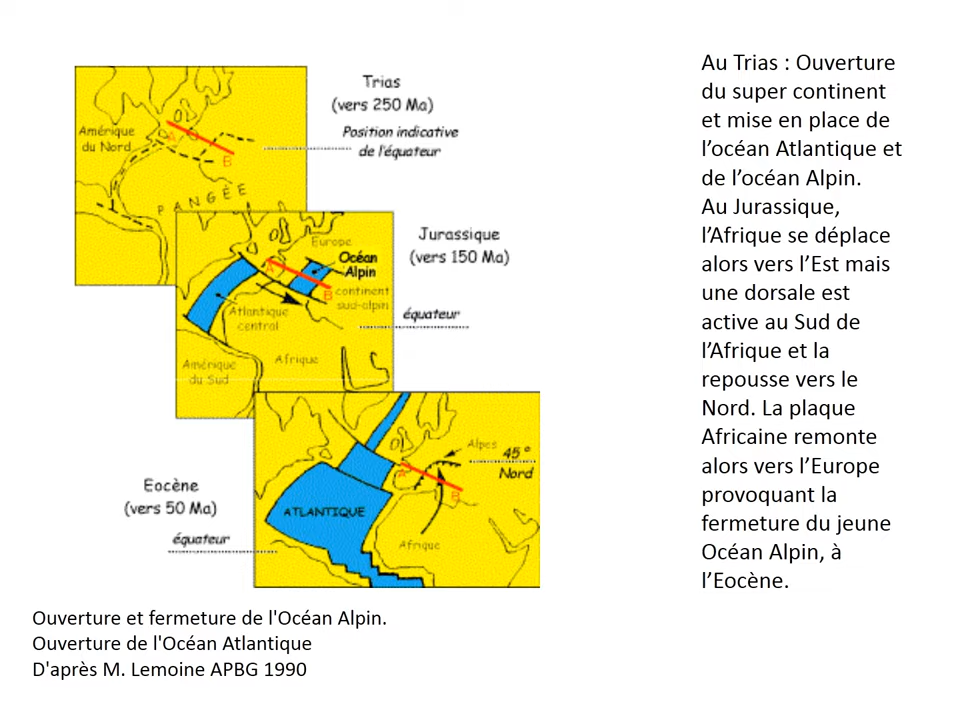 Trias
(vers 250 Ma)
Position indicative
de l'équateur
Amérique
du Nord
A
B
PANGÉE
Jurassique
(vers 150 Ma)
Europe
Océan
Alpin
A
B
continent
sud-alpin
équateur
Atlantique
central
Afrique
Amérique
du Sud
Eocène
(vers 50 Ma)
équateur
Alpes
45°
Nord
A
B
ATLANTIQUE
Afrique
Au Trias : Ouverture
du super continent
et mise en place de
l’océan Atlantique et
de l’océan Alpin.
Au Jurassique,
l’Afrique se déplace
alors vers l’Est mais
une dorsale est
active au Sud de
l’Afrique et la
repousse vers le
Nord. La plaque
Africaine remonte
alors vers l’Europe
provoquant la
fermeture du jeune
Océan Alpin, à
l’Eocène.
Ouverture et fermeture de l'Océan Alpin.
Ouverture de l'Océan Atlantique
D'après M. Lemoine APBG 1990